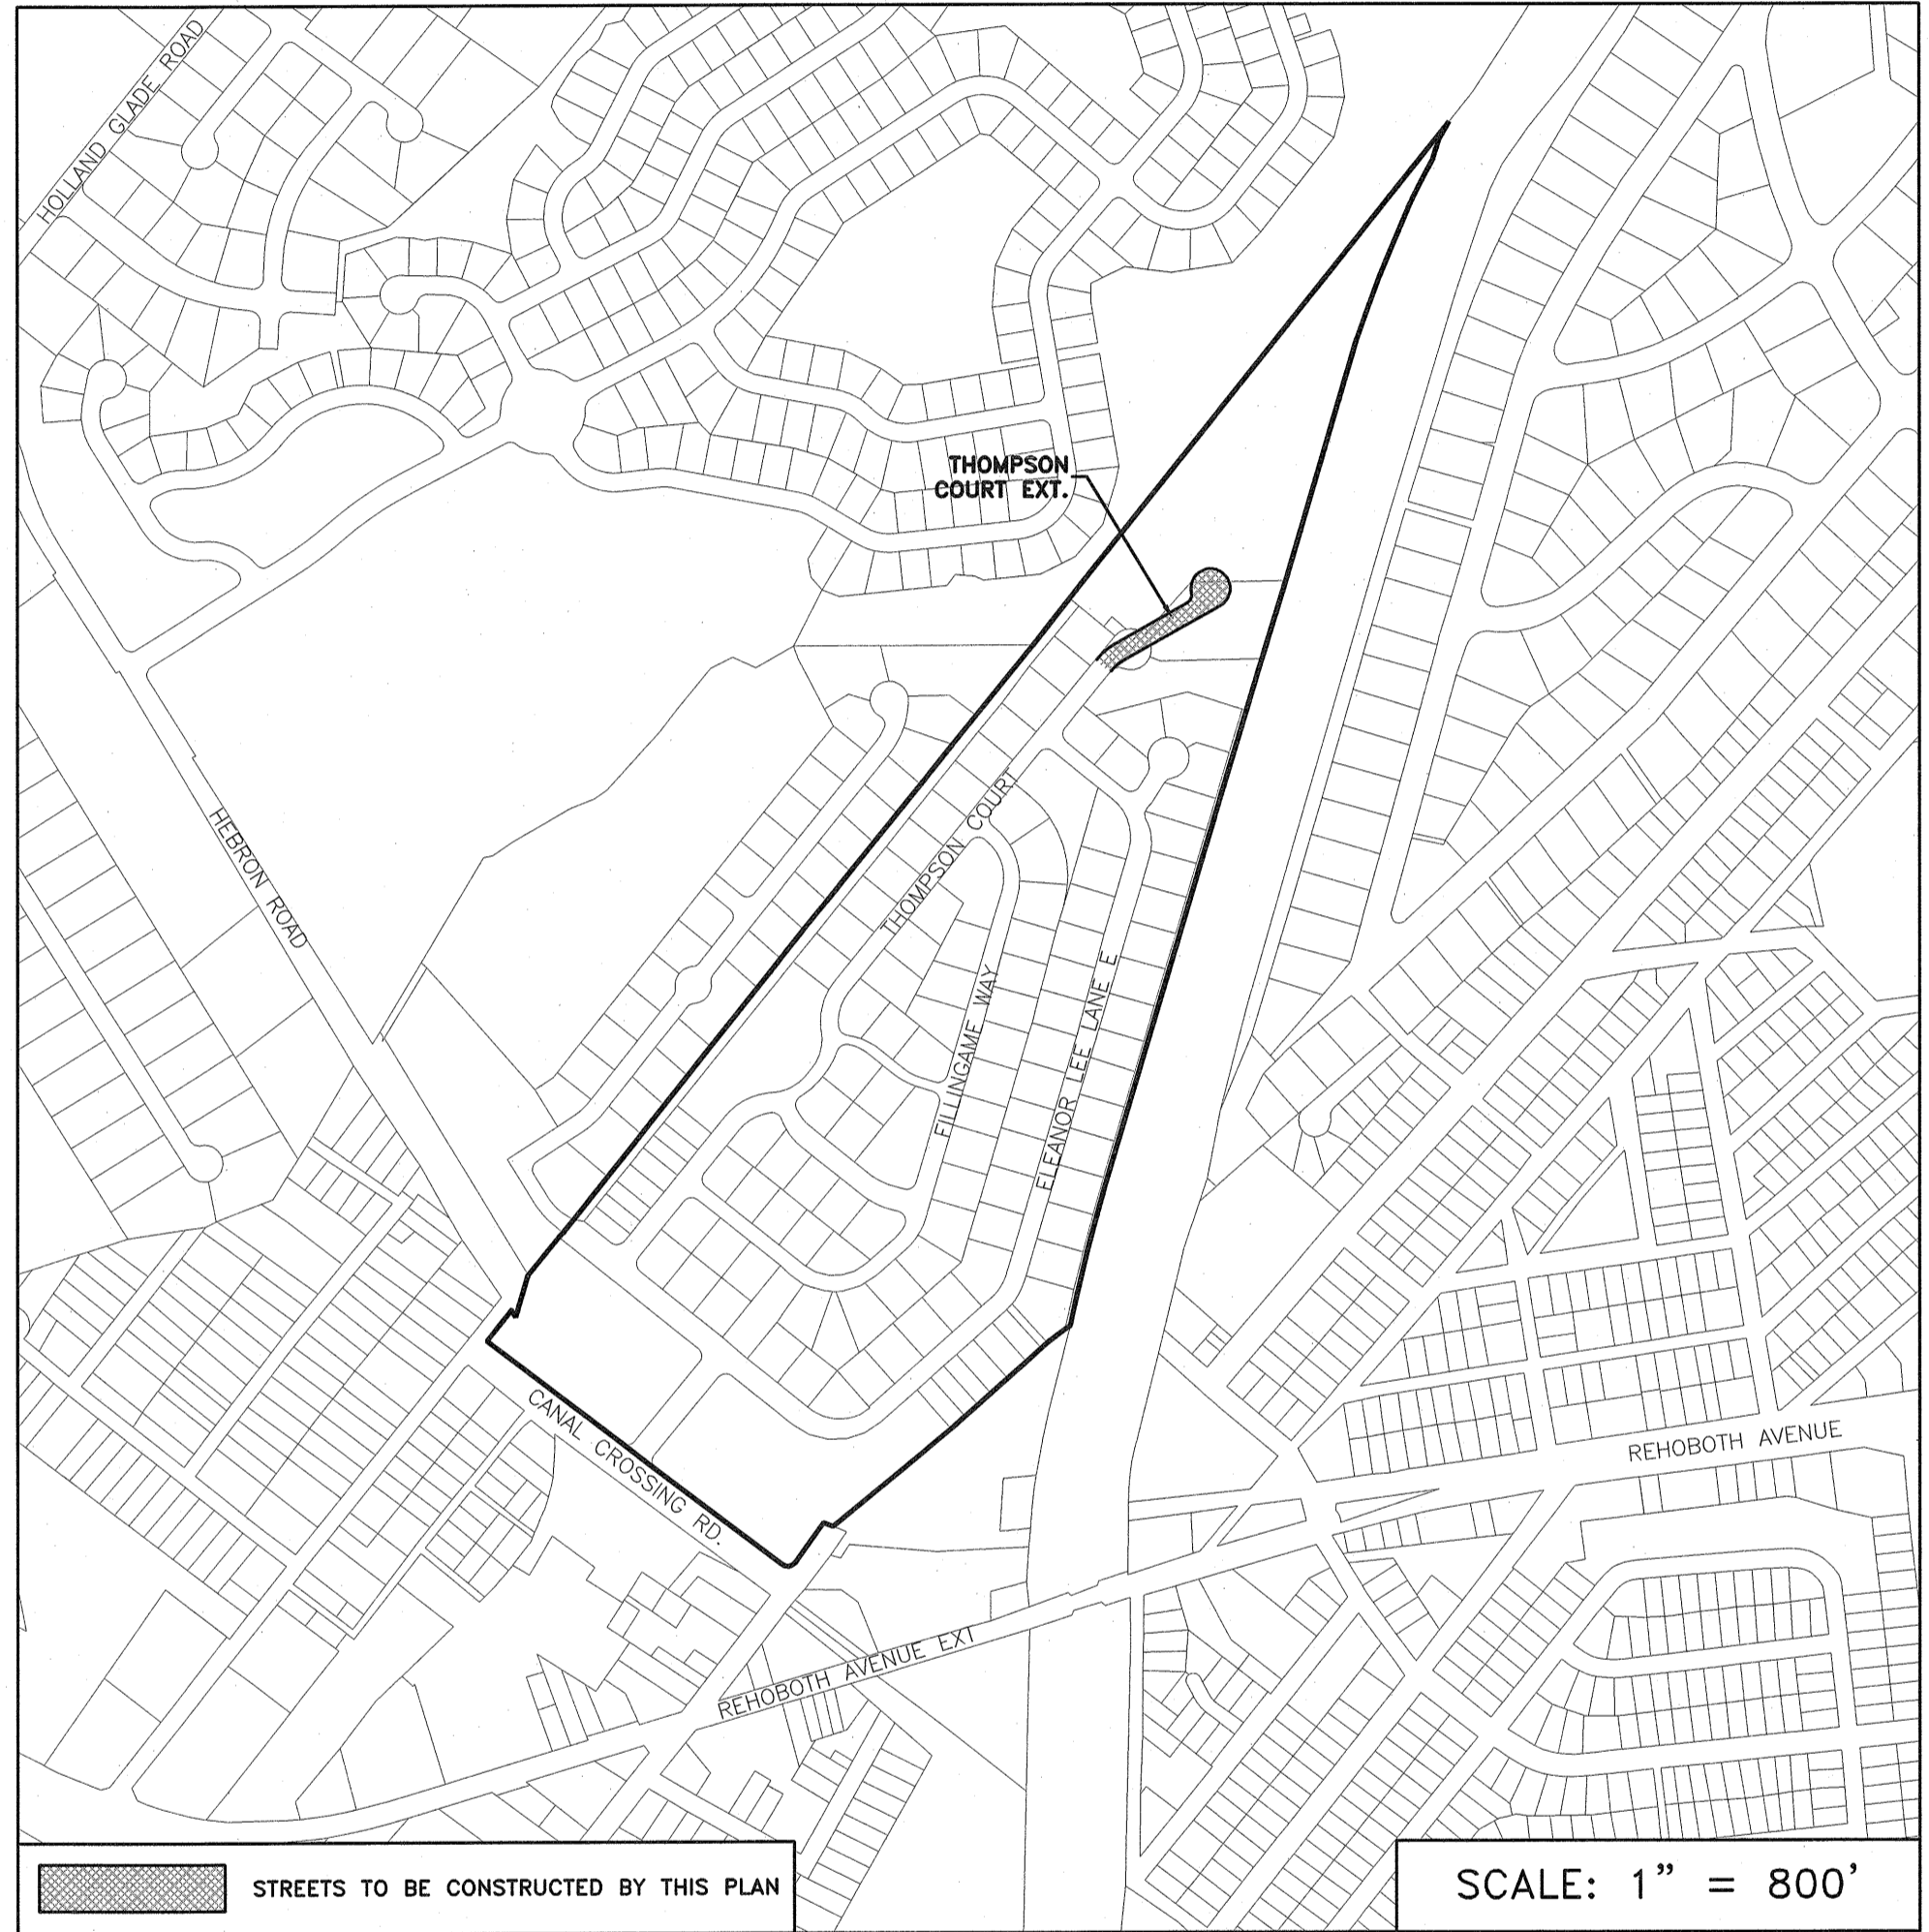 HOLLAND GLADE ROAD
THOMPSON
COURT EXT.
HEBRON ROAD
THOMPSON COURT
FILLINGAME WAY
ELEANOR LEE LANE E
CANAL CROSSING RD.
REHOBOTH AVENUE
REHOBOTH AVENUE EXT
STREETS TO BE CONSTRUCTED BY THIS PLAN
SCALE: 1" = 800'